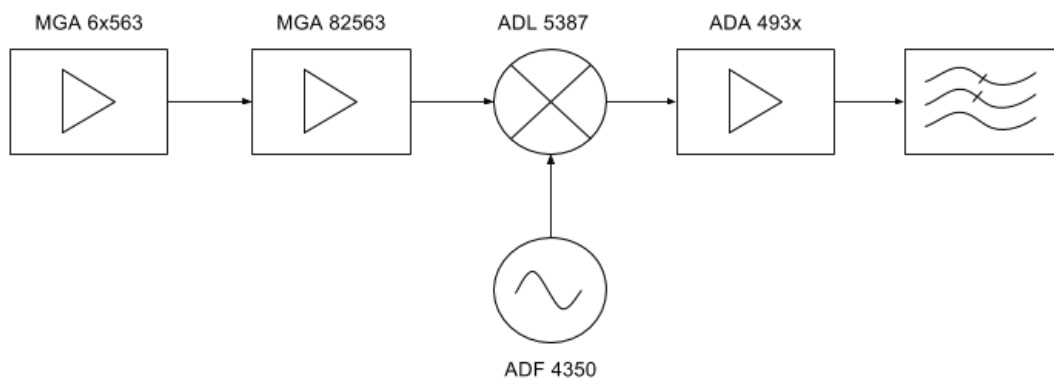 MGA 6x563
MGA 82563
ADL 5387
ADA 493x
ADF 4350